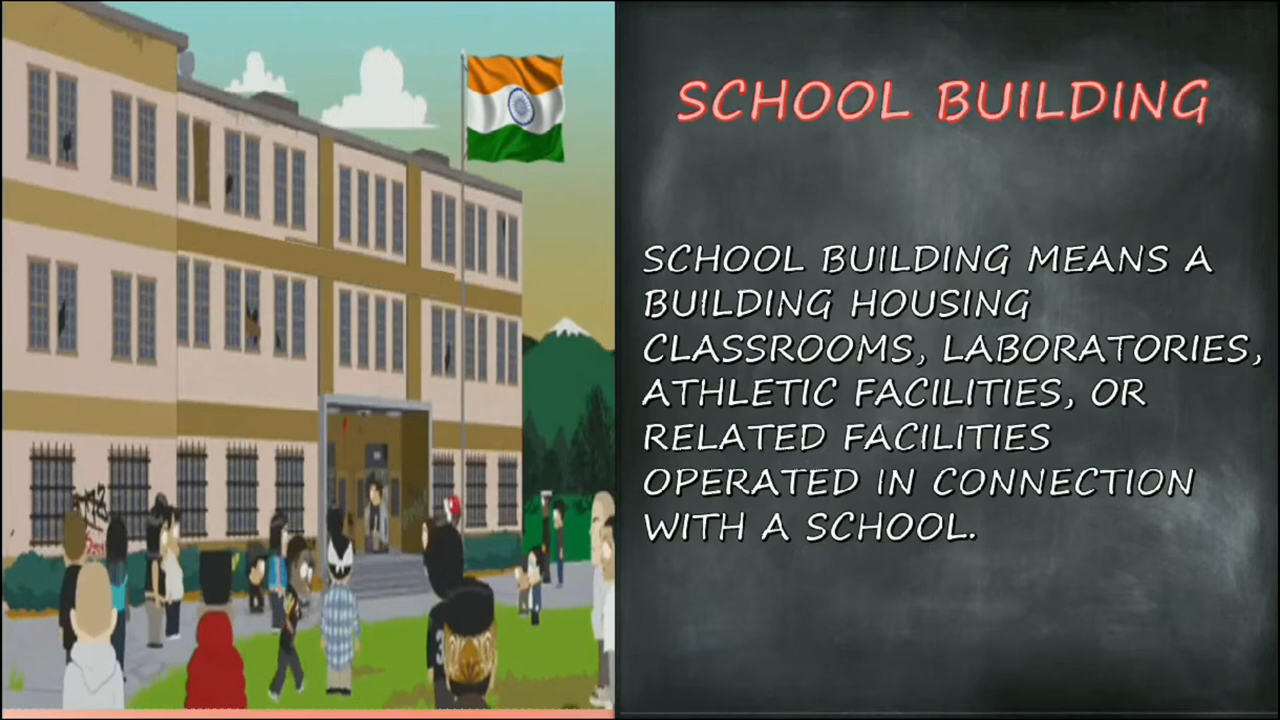 SCHOOL BUILDING
SCHOOL BUILDING MEANS A
BUILDING HOUSING
CLASSROOMS, LABORATORIES,
ATHLETIC FACILITIES, OR
RELATED FACILITIES
OPERATED IN CONNECTION
WITH A SCHOOL.